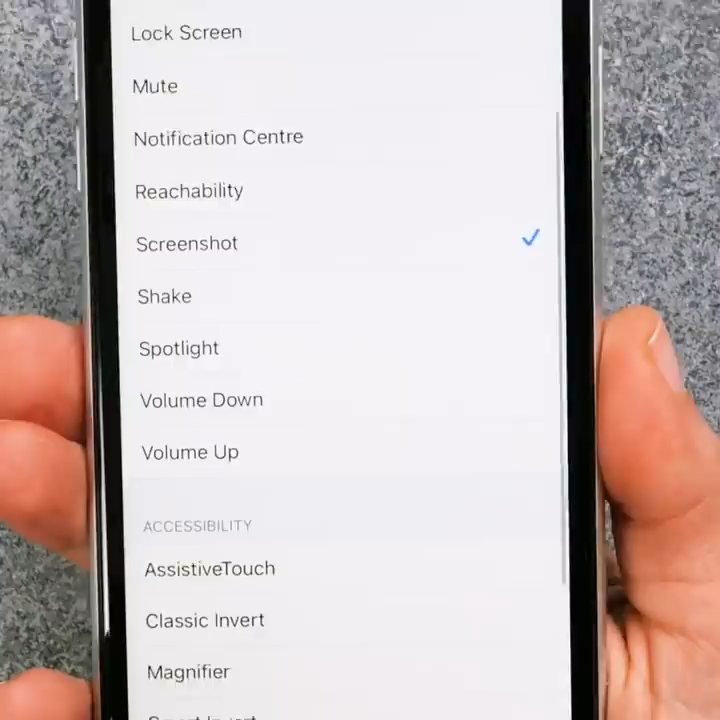 Lock Screen
Mute
Notification Centre
Reachability
Screenshot
Shake
Spotlight
Volume Down
Volume Up
ACCESSIBILITY
AssistiveTouch
Classic Invert
Magnifier